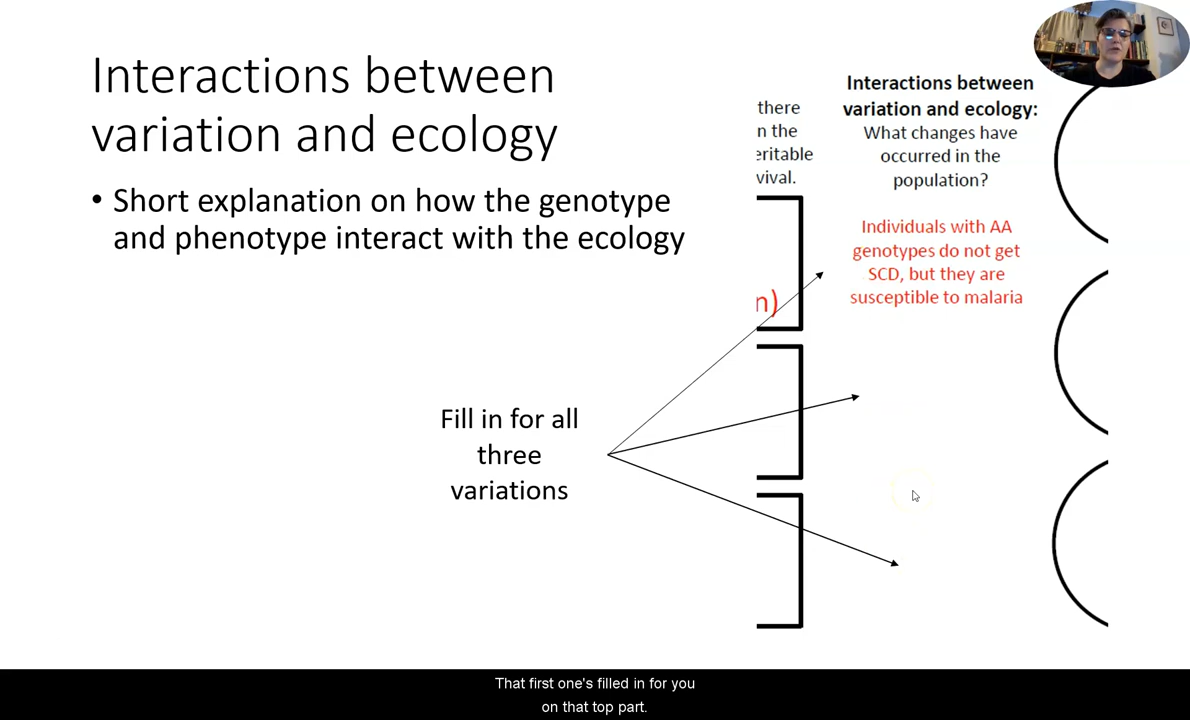 Interactions between
variation and ecology
• Short explanation on how the genotype
and phenotype interact with the ecology
Fill in for all
three
variations
there
n the
eritable
vival.
n)
Interactions between
variation and ecology:
What changes have
occurred in the
population?
Individuals with AA
genotypes do not get
SCD, but they are
susceptible to malaria
That first one's filled in for you
on that top part.